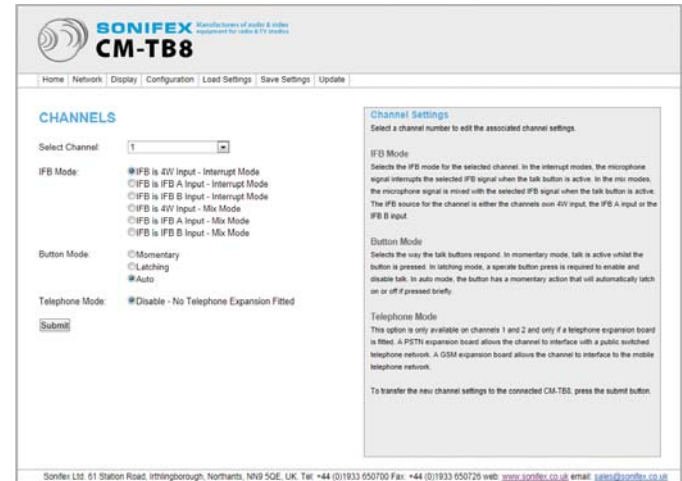 SONIFEX Manufacturers of audio & video
equipment for radio & TV studios
CM-TB8
Home Network Display Configuration Load Settings Save Settings Update
CHANNELS
Select Channel: 1
IFB Mode: IFB is 4W Input - Interrupt Mode
IFB is IFB A Input - Interrupt Mode
IFB is IFB B Input - Interrupt Mode
IFB is 4W Input - Mix Mode
IFB is IFB A Input - Mix Mode
IFB is IFB B Input - Mix Mode
Button Mode: Momentary
Latching
Auto
Telephone Mode: Disable - No Telephone Expansion Fitted
Submit
Channel Settings
Select a channel number to edit the associated channel settings.
IFB Mode
Selects the IFB mode for the selected channel. In the interrupt modes, the microphone
signal interrupts the selected IFB signal when the talk button is active. In the mix modes,
the microphone signal is mixed with the selected IFB signal when the talk button is active.
The IFB source for the channel is either the channels own 4W input, the IFB A input or the
IFB B input.
Button Mode
Selects the way the talk buttons respond. In momentary mode, talk is active whilst the
button is pressed. In latching mode, a sperate button press is required to enable and
disable talk. In auto mode, the button has a momentary action that will automatically latch
on or off if pressed briefly.
Telephone Mode
This option is only available on channels 1 and 2 and only if a telephone expansion board
is fitted. A PSTN expansion board allows the channel to interface with a public switched
telephone network. A GSM expansion board allows the channel to interface to the mobile
telephone network.
To transfer the new channel settings to the connected CM-TB8, press the submit button.
Sonifex Ltd. 61 Station Road, Irthlingborough, Northants, NN9 5QE, UK. Tel: +44 (0)1933 650700 Fax: +44 (0)1933 650726 web: www.sonifex.co.uk email: sales@sonifex.co.uk